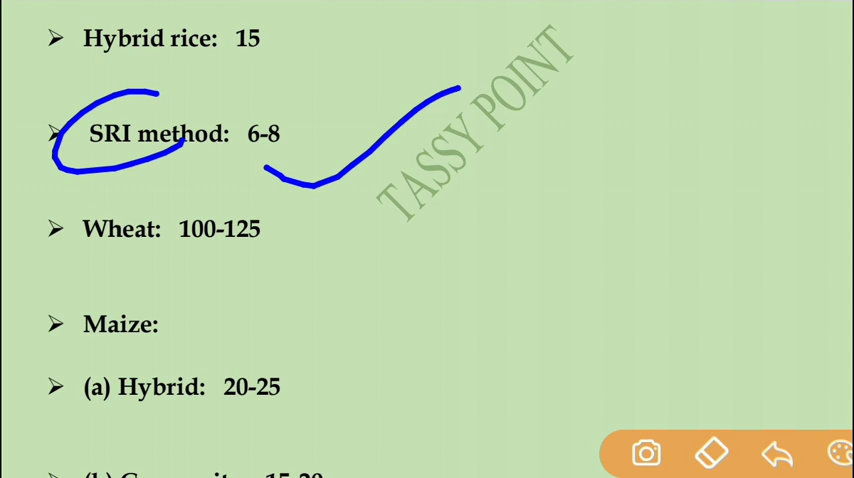 ➢ Hybrid rice: 15
➢ SRI method: 6-8
TASSY POINT
➢ Wheat: 100-125
➢ Maize:
➢ (a) Hybrid: 20-25